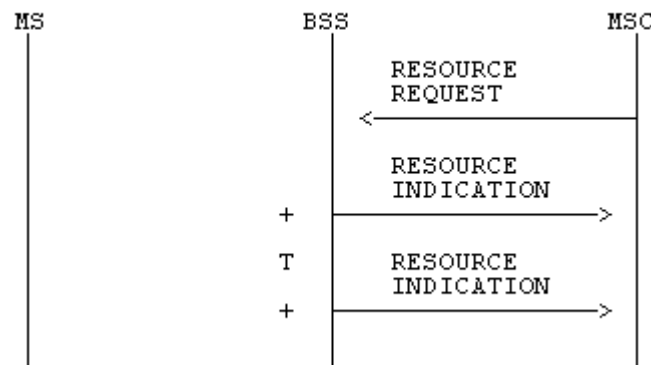 MS BSS MSC
RESOURCE
REQUEST
RESOURCE
INDICATION
+
T RESOURCE
INDICATION
+